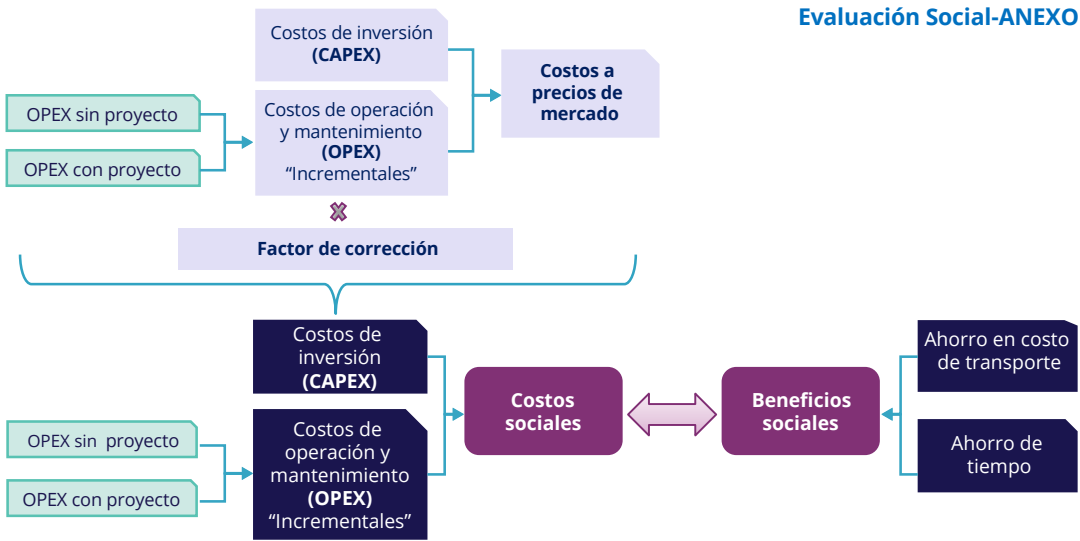 Evaluación Social-ANEXO
Costos de inversión
(CAPEX)
Costos a
precios de
mercado
OPEX sin proyecto
OPEX con proyecto
Costos de operación
y mantenimiento
(OPEX)
“Incrementales”
Factor de corrección
Costos de
inversión
(CAPEX)
OPEX sin proyecto
OPEX con proyecto
Costos de
operación y
mantenimiento
(OPEX)
“Incrementales”
Costos
sociales
Beneficios
sociales
Ahorro en costo
de transporte
Ahorro de
tiempo